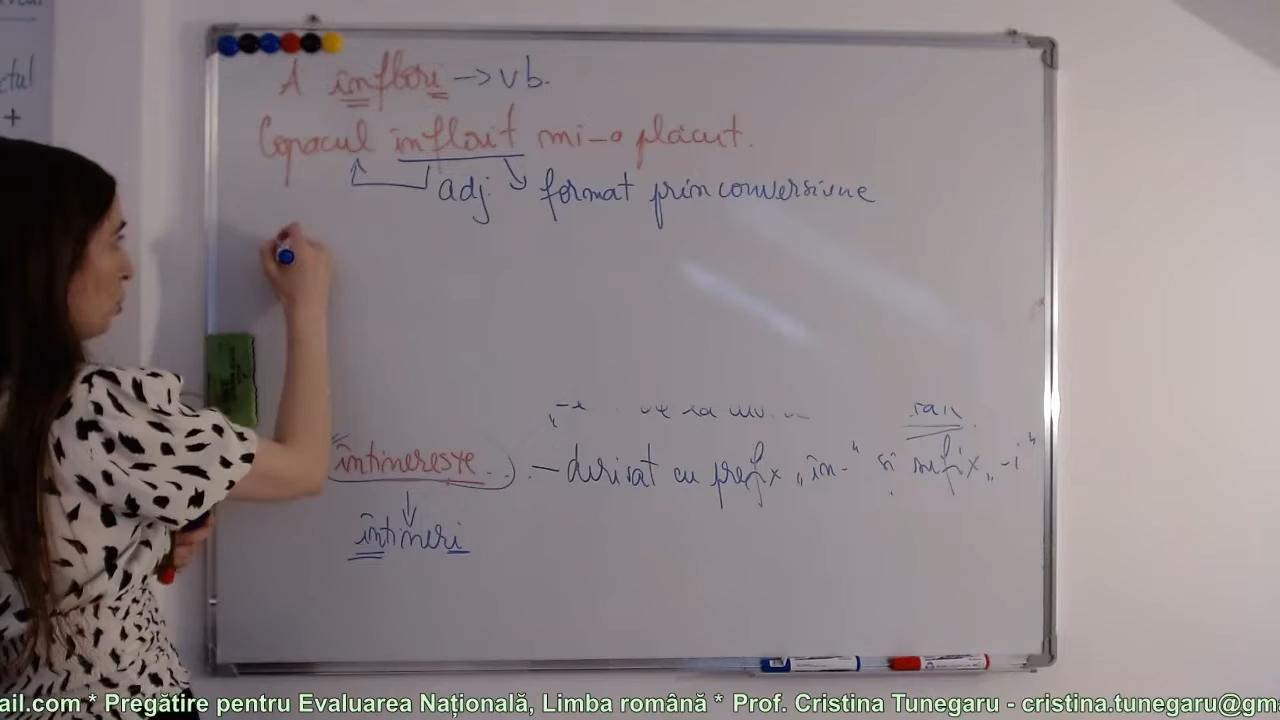 ctul
+
A înflori -> vb.
Copacul înflorit mi-a plăcut.
adj. format prin conversiune
"întinerește - derivat cu prefix „în-" și sufix „-i"
întineri
ail.com * Pregătire pentru Evaluarea Națională, Limba română * Prof. Cristina Tunegaru - cristina.tunegaru@gm